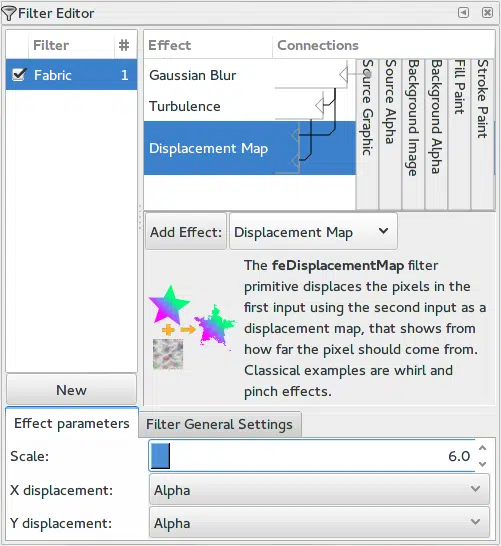 Filter Editor
Filter #
Fabric 1
New
Effect Connections
Gaussian Blur
Turbulence
Displacement Map
Source Graphic
Source Alpha
Background Image
Background Alpha
Fill Paint
Stroke Paint
Add Effect: Displacement Map
The feDisplacementMap filter
primitive displaces the pixels in the
first input using the second input as a
displacement map, that shows from
how far the pixel should come from.
Classical examples are whirl and
pinch effects.
Effect parameters Filter General Settings
Scale: 6.0
X displacement: Alpha
Y displacement: Alpha